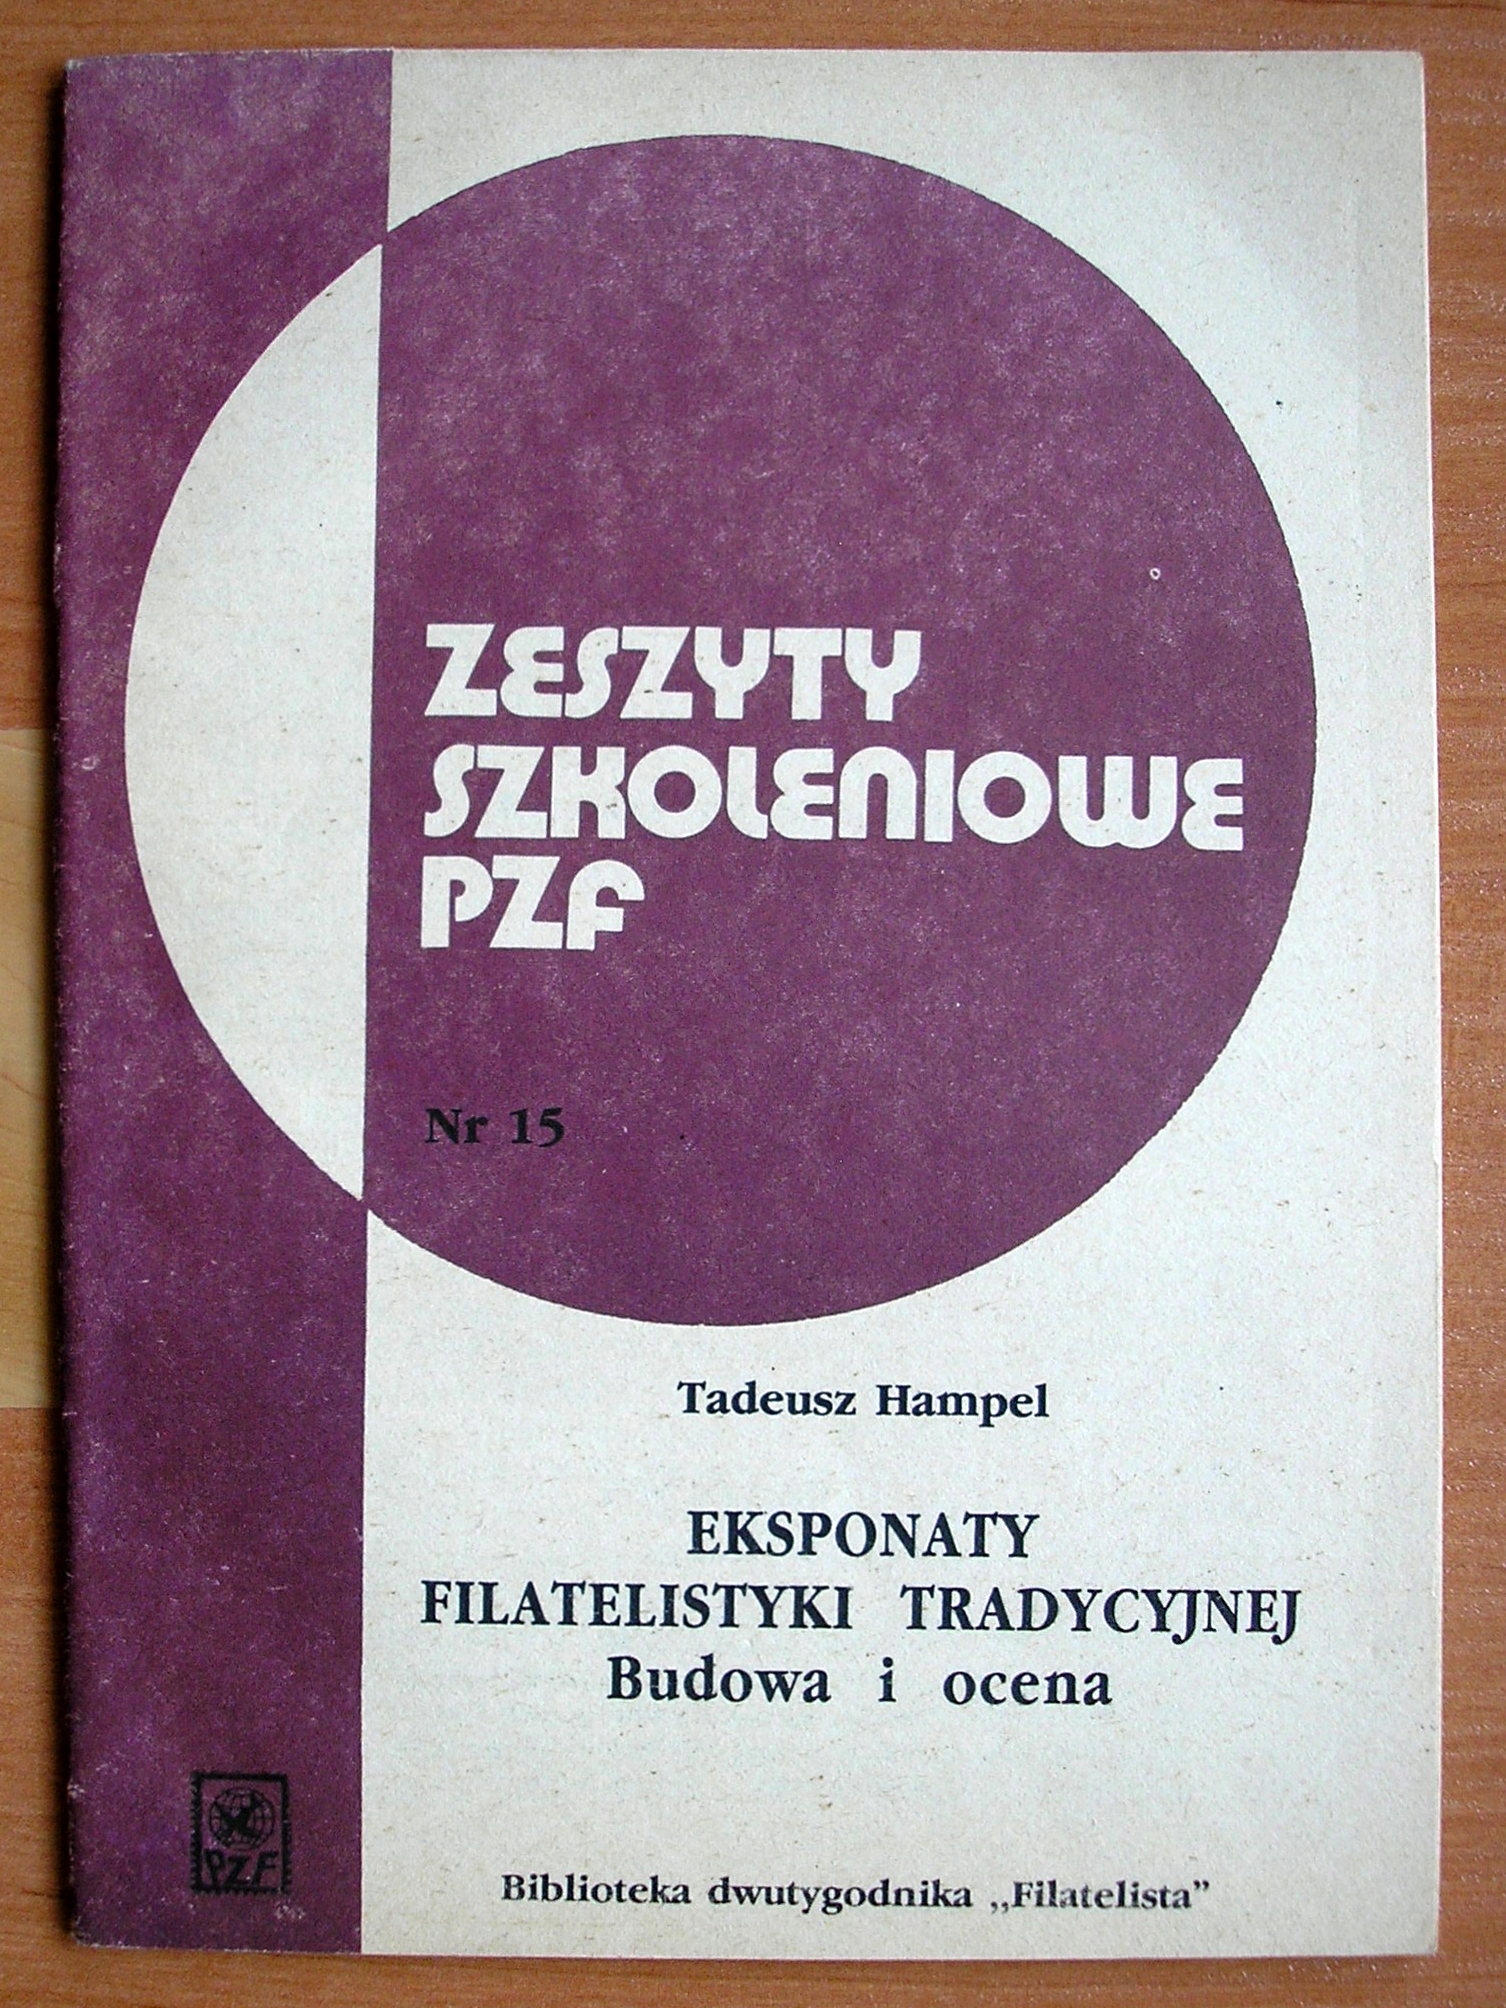 ZESZYTY
SZKOLENIOWE
PZF
Nr 15
Tadeusz Hampel
EKSPONATY
FILATELISTYKI TRADYCYJNEJ
Budowa i ocena
PZF
Biblioteka dwutygodnika „Filatelista”